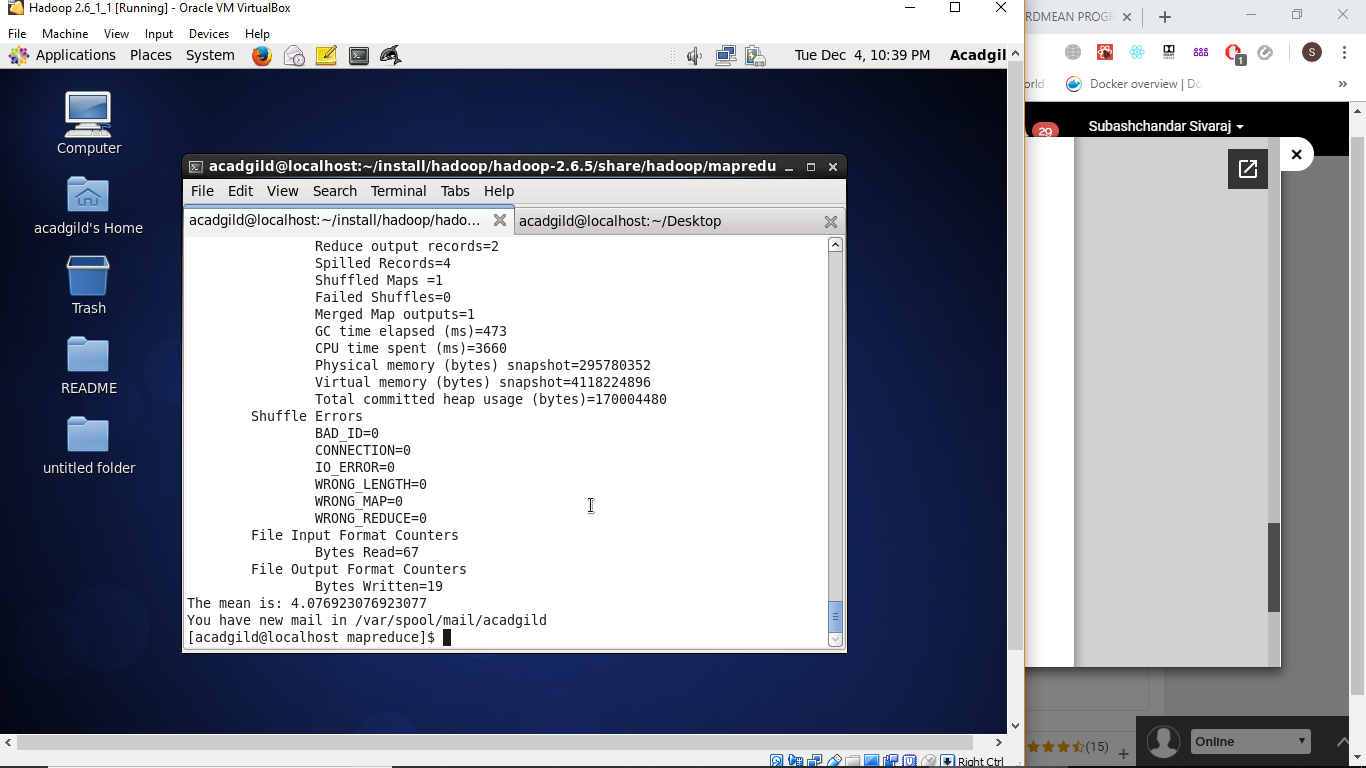 Hadoop 2.6_1_1 [Running] - Oracle VM VirtualBox
File Machine View Input Devices Help
Applications Places System Tue Dec 4, 10:39 PM Acadgil
Computer
acadgild's Home
Trash
README
untitled folder
acadgild@localhost:~/install/hadoop/hadoop-2.6.5/share/hadoop/mapredu
File Edit View Search Terminal Tabs Help
acadgild@localhost:~/install/hadoop/hado... acadgild@localhost:~/Desktop
Reduce output records=2
Spilled Records=4
Shuffled Maps =1
Failed Shuffles=0
Merged Map outputs=1
GC time elapsed (ms)=473
CPU time spent (ms)=3660
Physical memory (bytes) snapshot=295780352
Virtual memory (bytes) snapshot=4118224896
Total committed heap usage (bytes)=170004480
Shuffle Errors
BAD_ID=0
CONNECTION=0
IO_ERROR=0
WRONG_LENGTH=0
WRONG_MAP=0
WRONG_REDUCE=0
File Input Format Counters
Bytes Read=67
File Output Format Counters
Bytes Written=19
The mean is: 4.076923076923077
You have new mail in /var/spool/mail/acadgild
[acadgild@localhost mapreduce]$
Right Ctrl
RDMEAN PROGR
1
S
orld Docker overview | Do
29 Subashchandar Sivaraj
(15)
Online